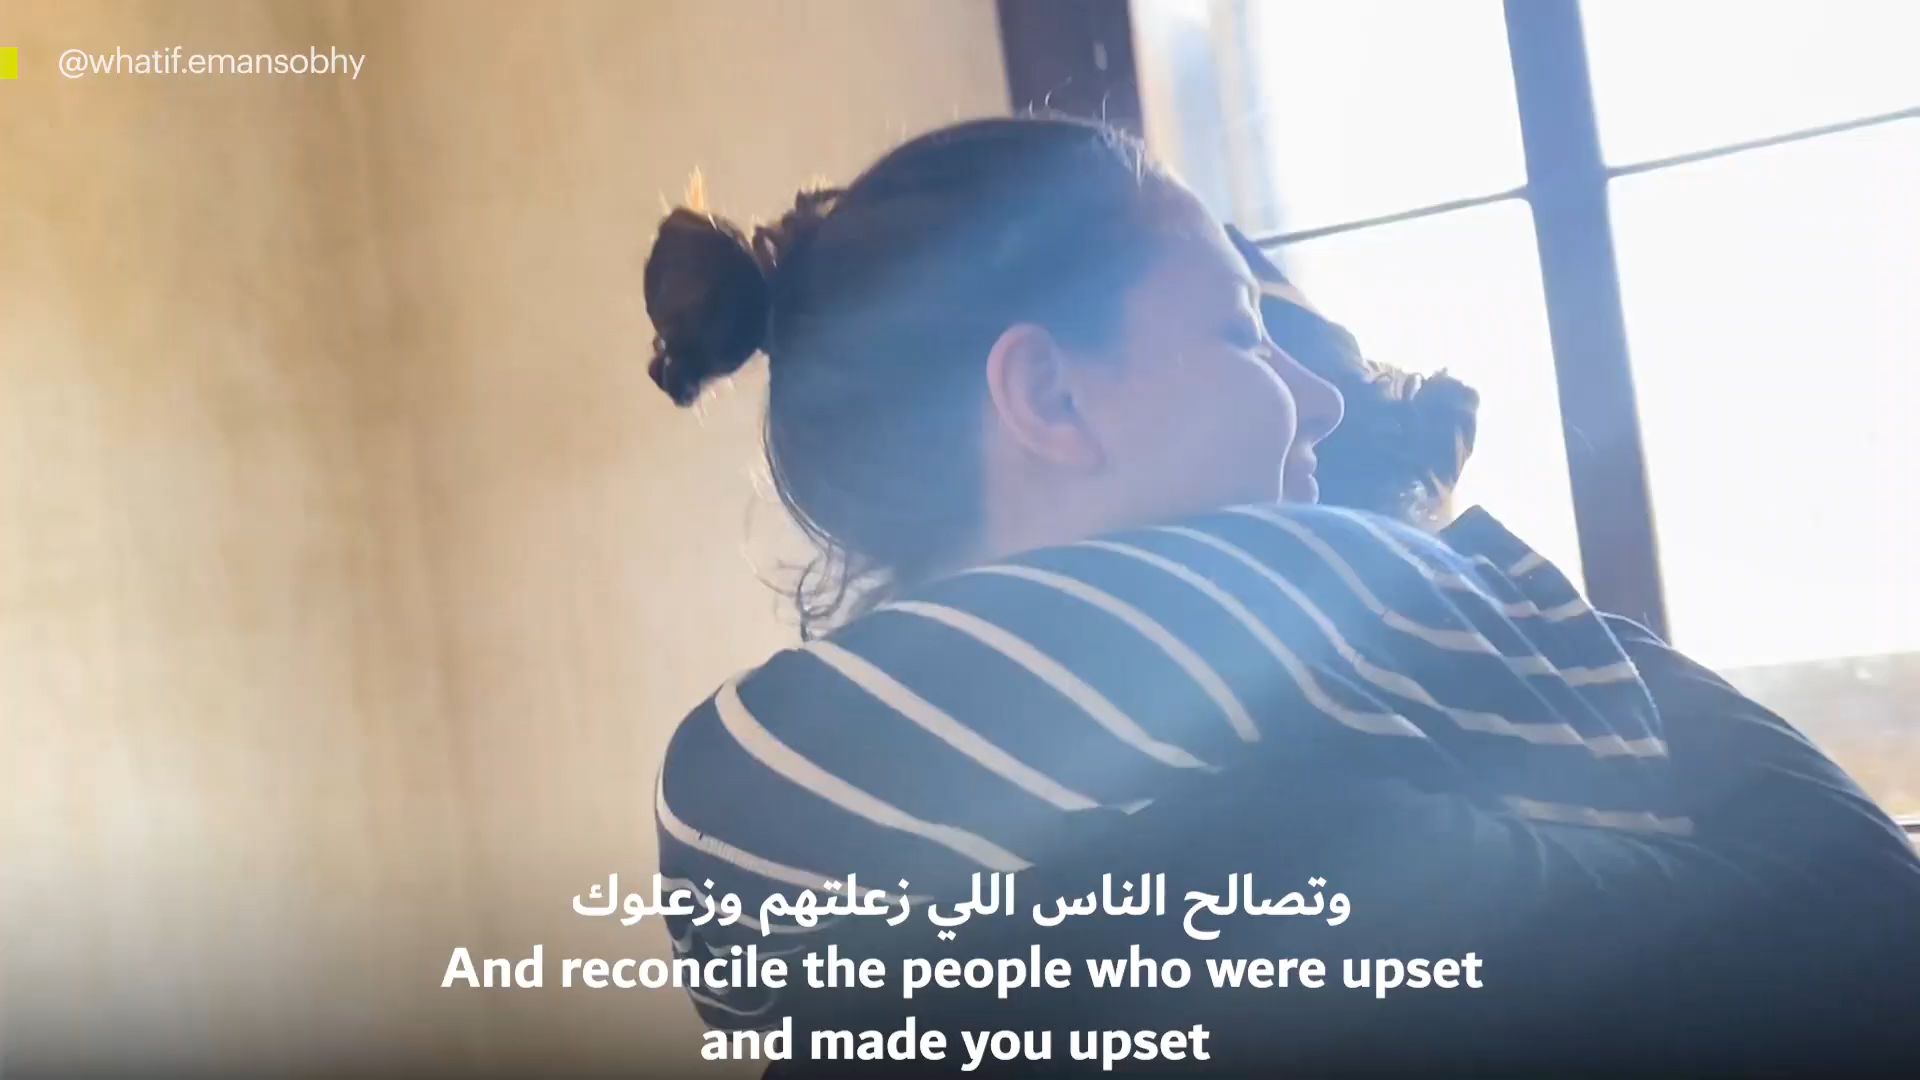 @whatif.emansobhy
وتصالح الناس اللي زعلتهم وزعلوك
And reconcile the people who were upset
and made you upset